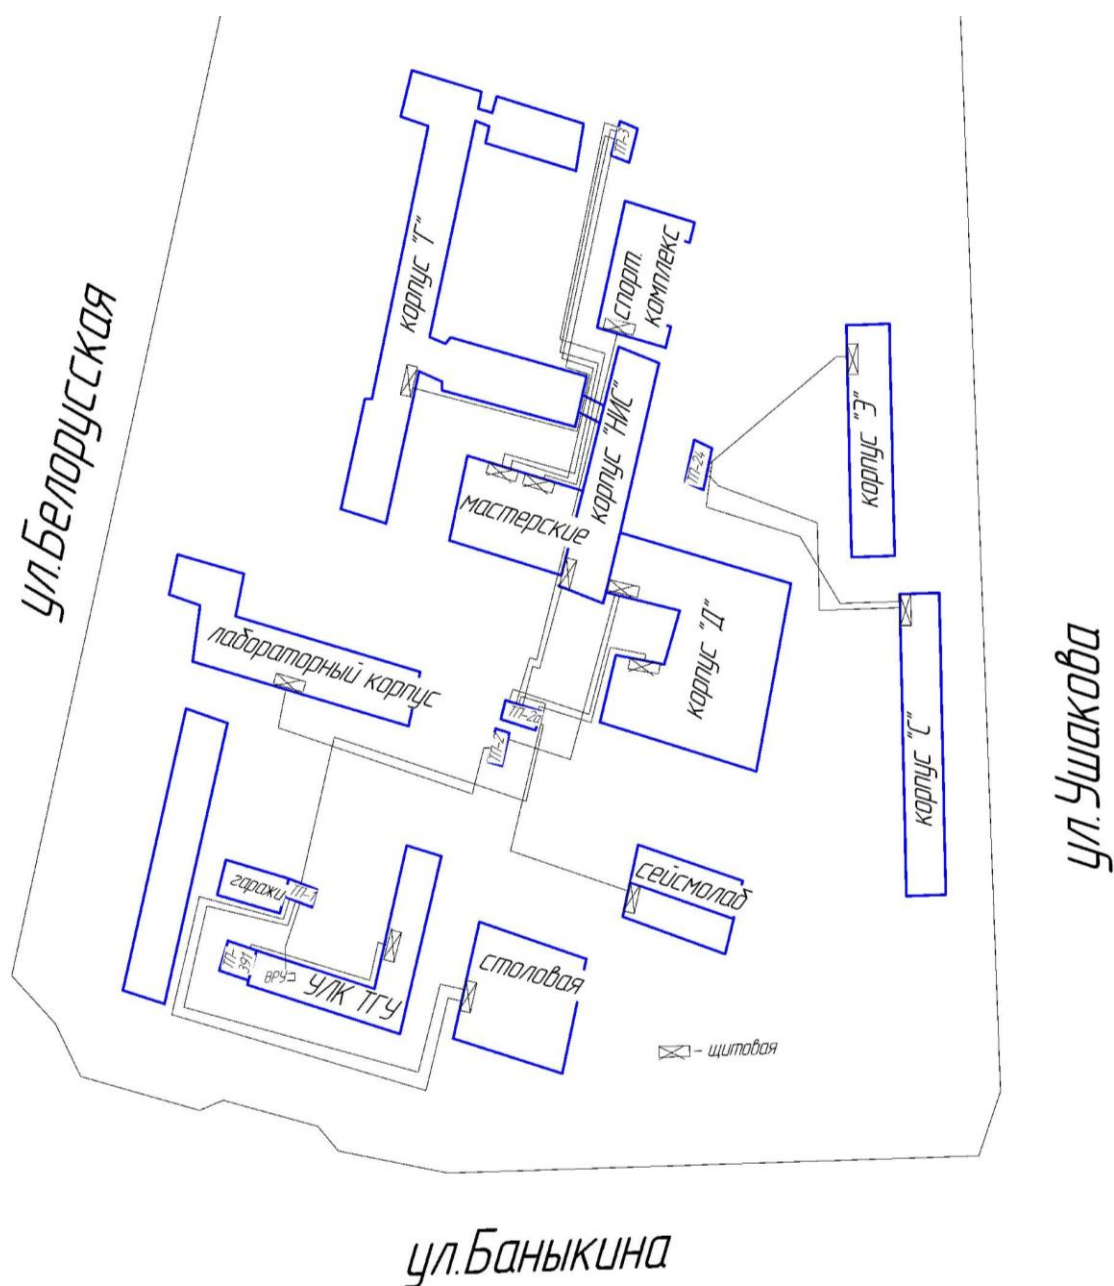 ТП-3
корпус "Г"
спорт.
комплекс
ул.Белорусская
корпус "НИС"
корпус "Э"
ТП-24
мастерские
лабораторный корпус
корпус "Д"
ТП-2а
ТП-2
корпус "С"
ул.Ушакова
гаражи
ТП-1
сейсмолаб
ТП-
391
ВРУ
УЛК ТГУ
столовая
- щитовая
ул.Баныкина